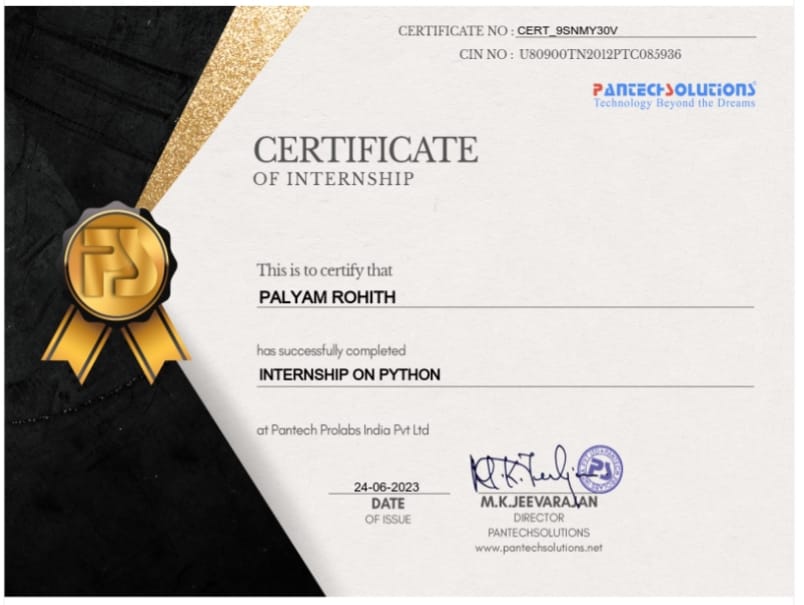 CERTIFICATE NO : CERT_9SNMY30V
CIN NO : U80900TN2012PTC085936
PANTECHSOLUTIONS
Technology Beyond the Dreams
CERTIFICATE
OF INTERNSHIP
This is to certify that
PALYAM ROHITH
has successfully completed
INTERNSHIP ON PYTHON
at Pantech Prolabs India Pvt Ltd
24-06-2023
DATE
OF ISSUE
M.K.JEEVARAJAN
DIRECTOR
PANTECHSOLUTIONS
www.pantechsolutions.net
PS